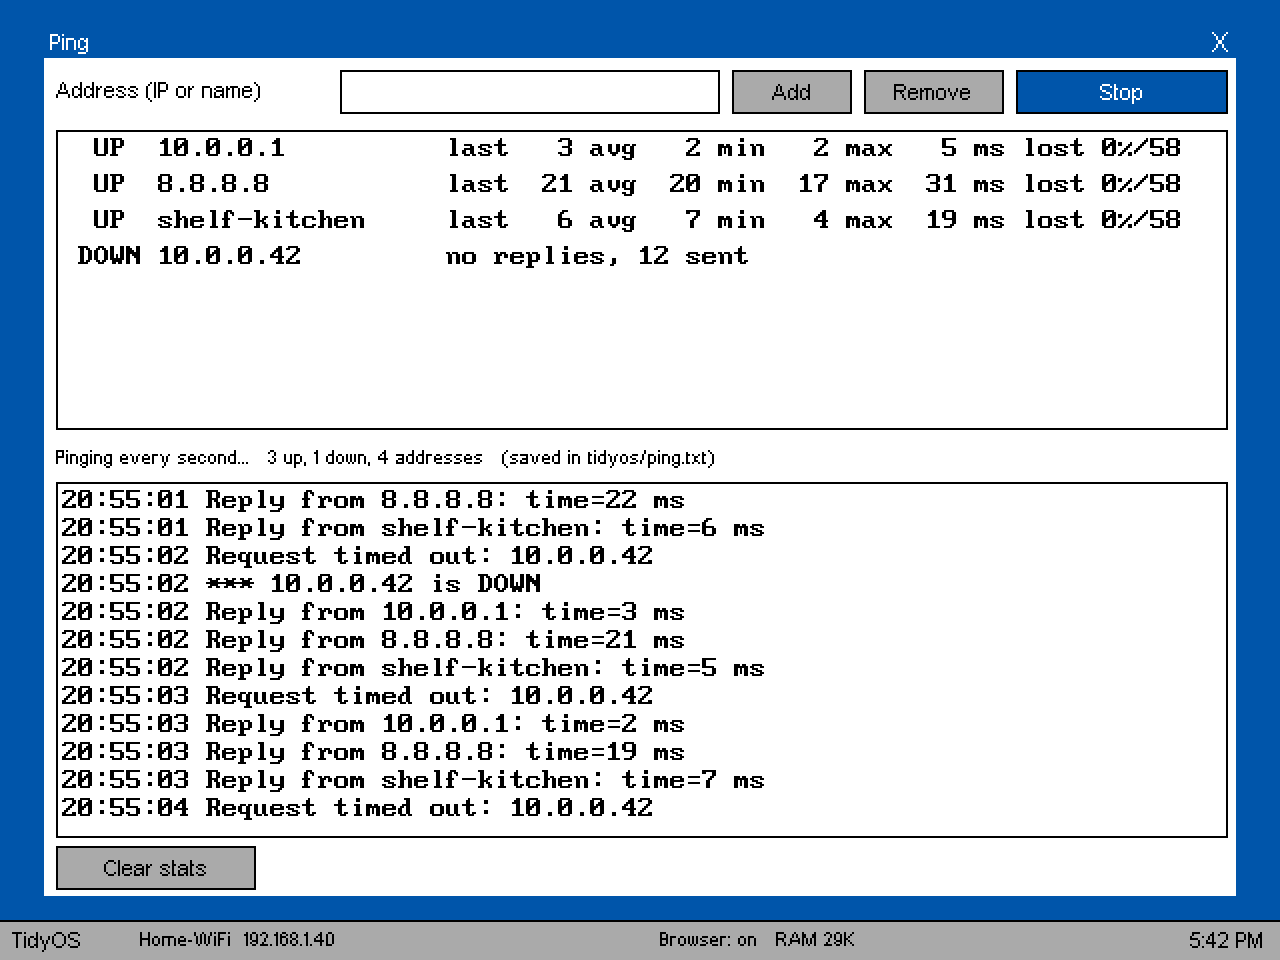 Ping X
Address (IP or name) Add Remove Stop
UP 10.0.0.1 last 3 avg 2 min 2 max 5 ms lost 0%/58
UP 8.8.8.8 last 21 avg 20 min 17 max 31 ms lost 0%/58
UP shelf-kitchen last 6 avg 7 min 4 max 19 ms lost 0%/58
DOWN 10.0.0.42 no replies, 12 sent
Pinging every second... 3 up, 1 down, 4 addresses (saved in tidyos/ping.txt)
20:55:01 Reply from 8.8.8.8: time=22 ms
20:55:01 Reply from shelf-kitchen: time=6 ms
20:55:02 Request timed out: 10.0.0.42
20:55:02 *** 10.0.0.42 is DOWN
20:55:02 Reply from 10.0.0.1: time=3 ms
20:55:02 Reply from 8.8.8.8: time=21 ms
20:55:02 Reply from shelf-kitchen: time=5 ms
20:55:03 Request timed out: 10.0.0.42
20:55:03 Reply from 10.0.0.1: time=2 ms
20:55:03 Reply from 8.8.8.8: time=19 ms
20:55:03 Reply from shelf-kitchen: time=7 ms
20:55:04 Request timed out: 10.0.0.42
Clear stats
TidyOS Home-WiFi 192.168.1.40 Browser: on RAM 29K 5:42 PM